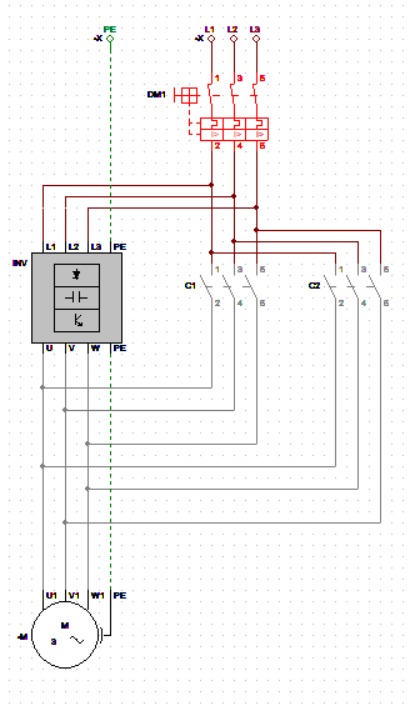 PE L1 L2 L3
-X -X
1 3 5
DM1
2 4 6
L1 L2 L3 PE
INV
1 3 5 1 3 5
C1 C2
2 4 6 2 4 6
U V W PE
U1 V1 W1 PE
-M M
3